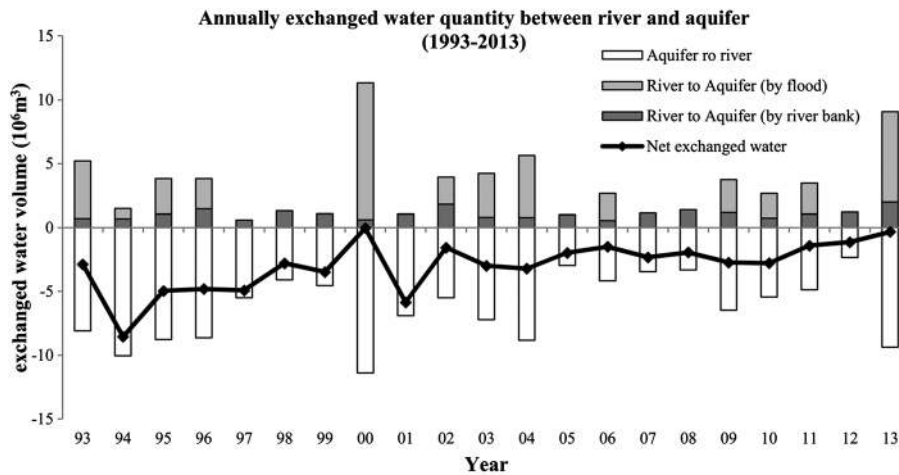 Annually exchanged water quantity between river and aquifer
(1993-2013)
15
10
5
0
-5
-10
-15
exchanged water volume (10⁶m³)
Aquifer ro river
River to Aquifer (by flood)
River to Aquifer (by river bank)
Net exchanged water
93 94 95 96 97 98 99 00 01 02 03 04 05 06 07 08 09 10 11 12 13
Year